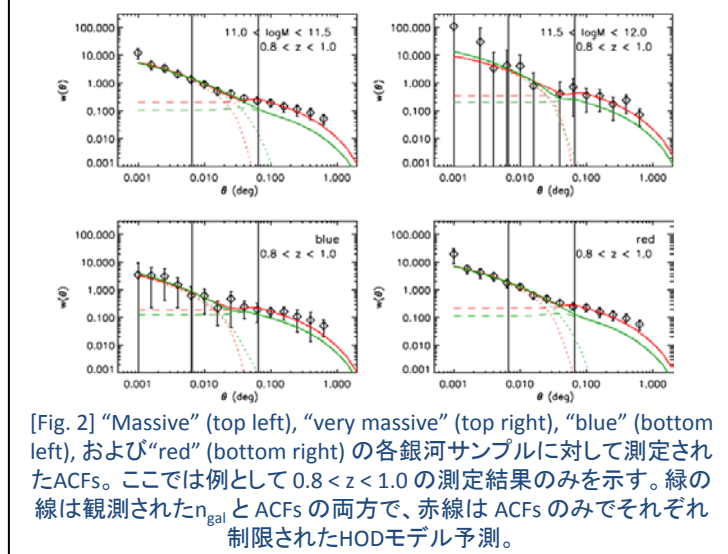 11.0 < logM < 11.5
0.8 < z < 1.0
100.000
10.000
1.000
0.100
0.010
0.001
w(θ)
0.001 0.010 0.100 1.000
θ (deg)
11.5 < logM < 12.0
0.8 < z < 1.0
100.000
10.000
1.000
0.100
0.010
0.001
w(θ)
0.001 0.010 0.100 1.000
θ (deg)
blue
0.8 < z < 1.0
100.000
10.000
1.000
0.100
0.010
0.001
w(θ)
0.001 0.010 0.100 1.000
θ (deg)
red
0.8 < z < 1.0
100.000
10.000
1.000
0.100
0.010
0.001
w(θ)
0.001 0.010 0.100 1.000
θ (deg)
[Fig. 2] “Massive” (top left), “very massive” (top right), “blue” (bottom
left), および“red” (bottom right) の各銀河サンプルに対して測定され
たACFs。ここでは例として 0.8 < z < 1.0 の測定結果のみを示す。緑の
線は観測されたn_gal と ACFs の両方で、赤線は ACFs のみでそれぞれ
制限されたHODモデル予測。